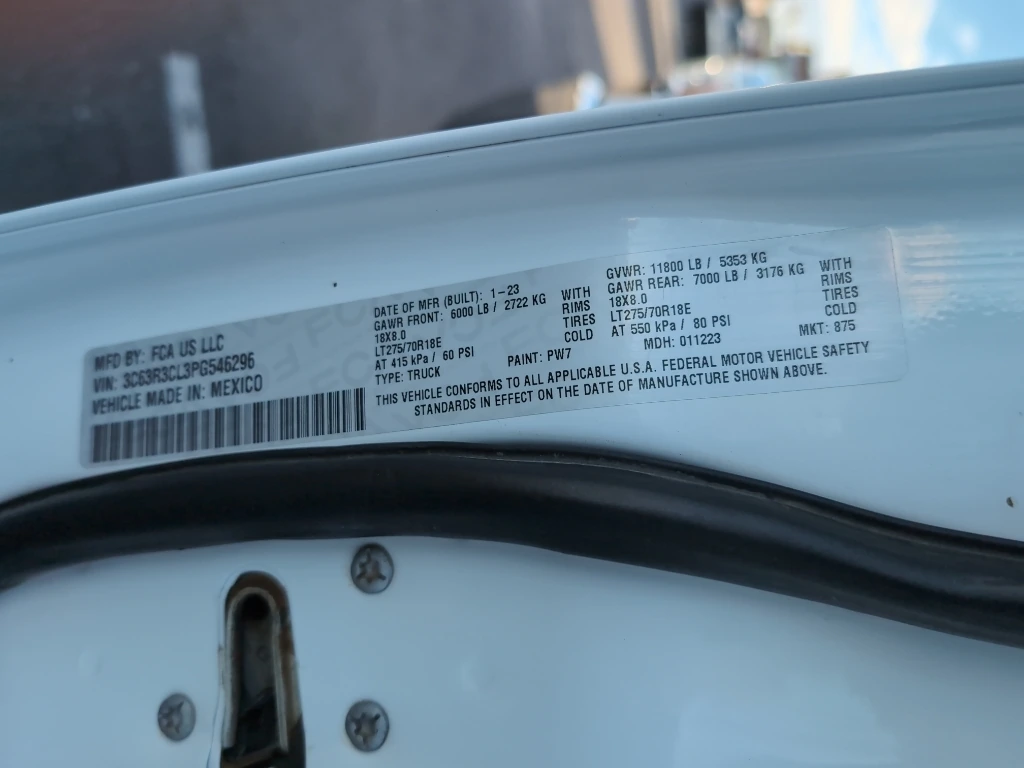 MFD BY: FCA US LLC
VIN: 3C63R3CL3PG546296
VEHICLE MADE IN: MEXICO
DATE OF MFR (BUILT): 1-23
GAWR FRONT: 6000 LB / 2722 KG WITH
18X8.0 RIMS
LT275/70R18E TIRES
AT 415 kPa / 60 PSI COLD
TYPE: TRUCK PAINT: PW7
GVWR: 11800 LB / 5353 KG
GAWR REAR: 7000 LB / 3176 KG WITH
18X8.0 RIMS
LT275/70R18E TIRES
AT 550 kPa / 80 PSI COLD
MDH: 011223 MKT: 875
THIS VEHICLE CONFORMS TO ALL APPLICABLE U.S.A. FEDERAL MOTOR VEHICLE SAFETY
STANDARDS IN EFFECT ON THE DATE OF MANUFACTURE SHOWN ABOVE.